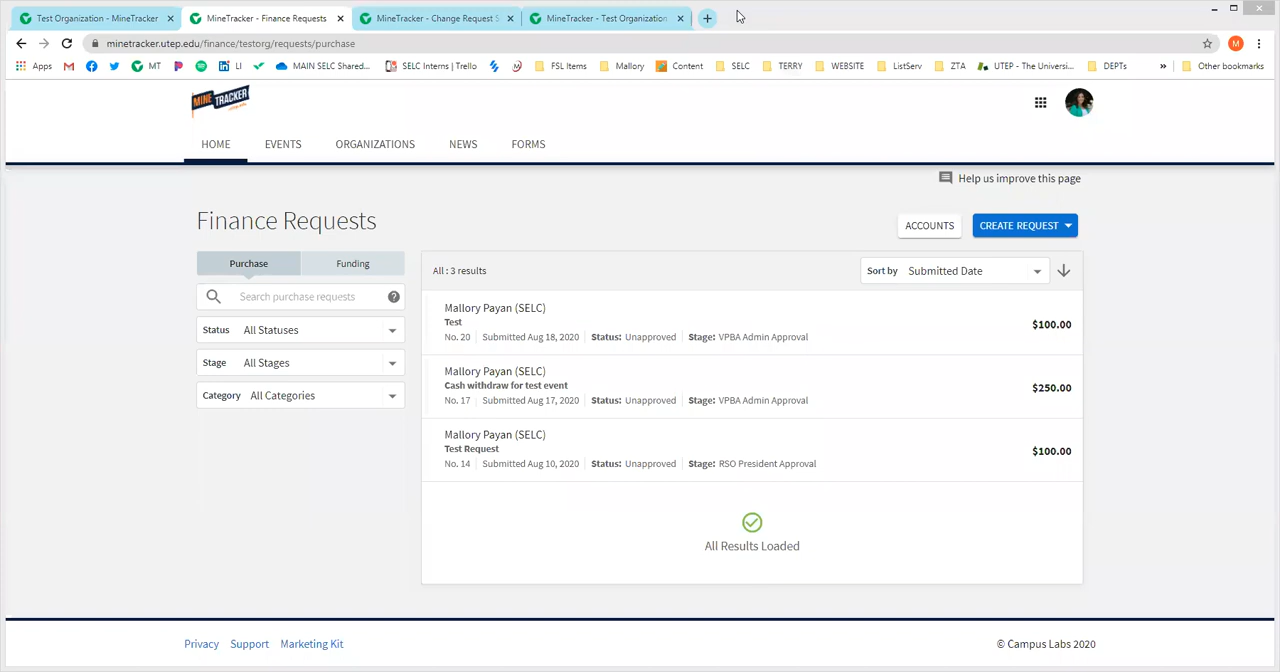 Test Organization - MineTracker
MineTracker - Finance Requests
MineTracker - Change Request S
MineTracker - Test Organization
minetracker.utep.edu/finance/testorg/requests/purchase
M
Apps
MT
LI
MAIN SELC Shared...
SELC Interns | Trello
FSL Items
Mallory
Content
SELC
TERRY
WEBSITE
ListServ
ZTA
UTEP - The Universi...
DEPTs
»
Other bookmarks
MINE TRACKER
HOME
EVENTS
ORGANIZATIONS
NEWS
FORMS
Help us improve this page
Finance Requests
ACCOUNTS
CREATE REQUEST
Purchase
Funding
Search purchase requests
Status All Statuses
Stage All Stages
Category All Categories
All : 3 results
Sort by Submitted Date
Mallory Payan (SELC)
Test
No. 20 Submitted Aug 18, 2020 Status: Unapproved Stage: VPBA Admin Approval
$100.00
Mallory Payan (SELC)
Cash withdraw for test event
No. 17 Submitted Aug 17, 2020 Status: Unapproved Stage: VPBA Admin Approval
$250.00
Mallory Payan (SELC)
Test Request
No. 14 Submitted Aug 10, 2020 Status: Unapproved Stage: RSO President Approval
$100.00
All Results Loaded
Privacy Support Marketing Kit
© Campus Labs 2020